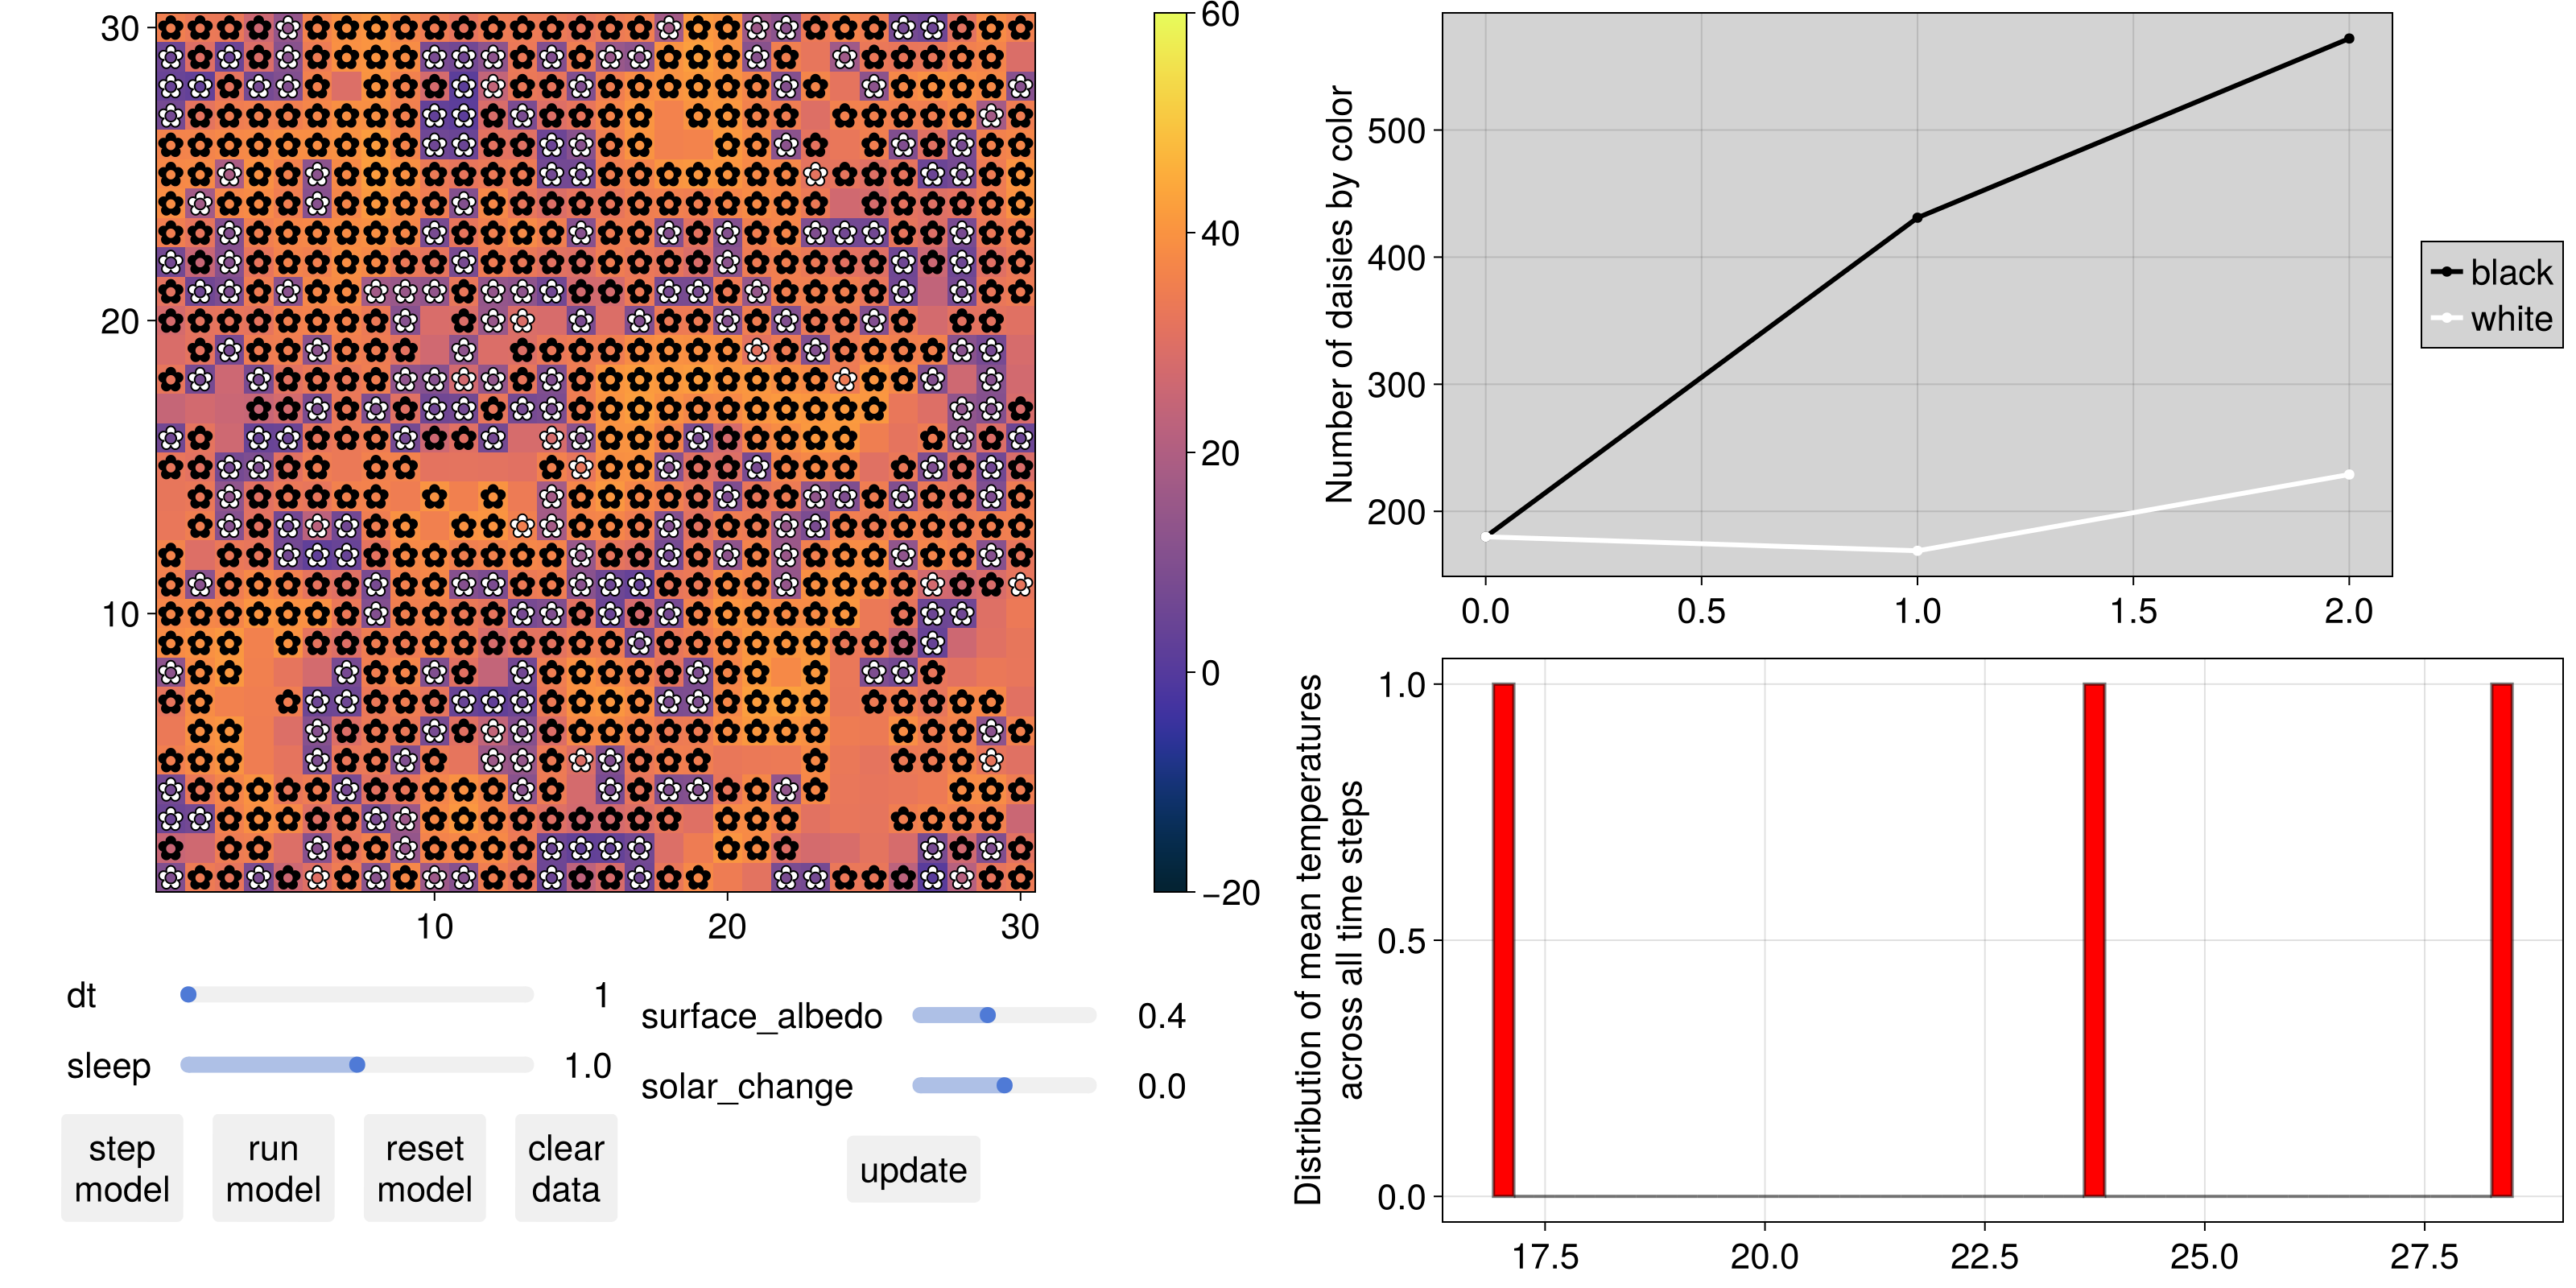 30
20
10
10
20
30
60
40
20
0
−20
Number of daisies by color
500
400
300
200
0.0
0.5
1.0
1.5
2.0
black
white
Distribution of mean temperatures
across all time steps
1.0
0.5
0.0
17.5
20.0
22.5
25.0
27.5
dt
1
sleep
1.0
surface_albedo
0.4
solar_change
0.0
step
model
run
model
reset
model
clear
data
update